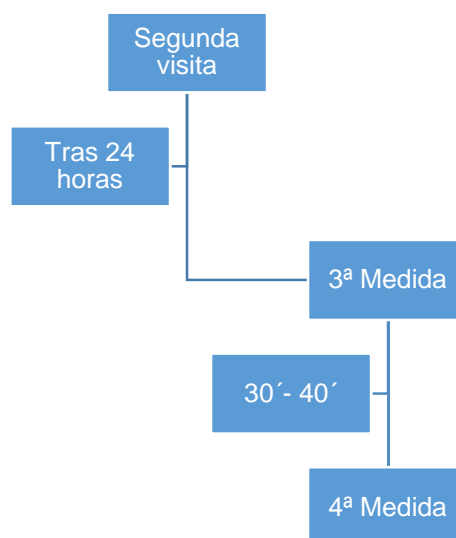 Segunda
visita
Tras 24
horas
3ª Medida
30´- 40´
4ª Medida